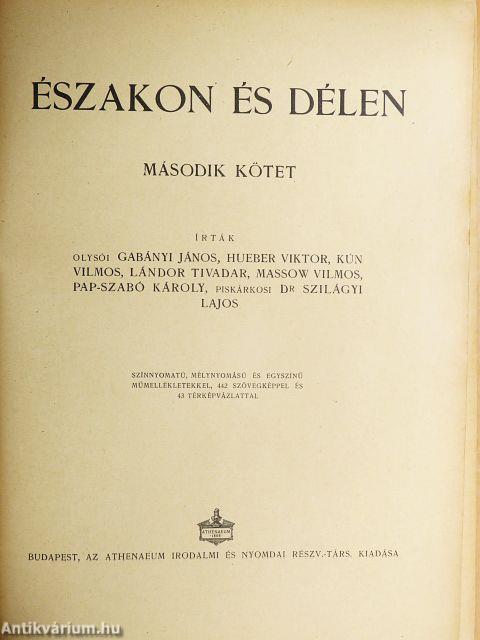 ÉSZAKON ÉS DÉLEN
MÁSODIK KÖTET
ÍRTÁK
OLYSÓI GABÁNYI JÁNOS, HUEBER VIKTOR, KÚN
VILMOS, LÁNDOR TIVADAR, MASSOW VILMOS,
PAP-SZABÓ KÁROLY, PISKÁRKOSI DR SZILÁGYI
LAJOS
SZÍNNYOMATÚ, MÉLYNYOMÁSÚ ÉS EGYSZÍNŰ
MŰMELLÉKLETEKKEL, 442 SZÖVEGKÉPPEL ÉS
43 TÉRKÉPVÁZLATTAL
ATHENAEUM
BUDAPEST, AZ ATHENAEUM IRODALMI ÉS NYOMDAI RÉSZV.-TÁRS. KIADÁSA
Antikvárium.hu